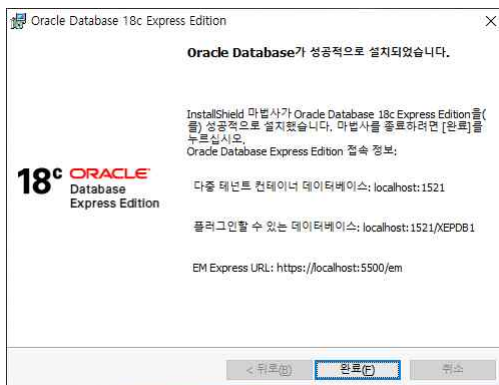 Oracle Database 18c Express Edition
Oracle Database가 성공적으로 설치되었습니다.
InstallShield 마법사가 Oracle Database 18c Express Edition을(
를) 성공적으로 설치했습니다. 마법사를 종료하려면 [완료]를
누르십시오.
Oracle Database Express Edition 접속 정보:
18c ORACLE
Database
Express Edition
다중 테넌트 컨테이너 데이터베이스: localhost:1521
플러그인할 수 있는 데이터베이스: localhost:1521/XEPDB1
EM Express URL: https://localhost:5500/em
< 뒤로(B) 완료(F) 취소